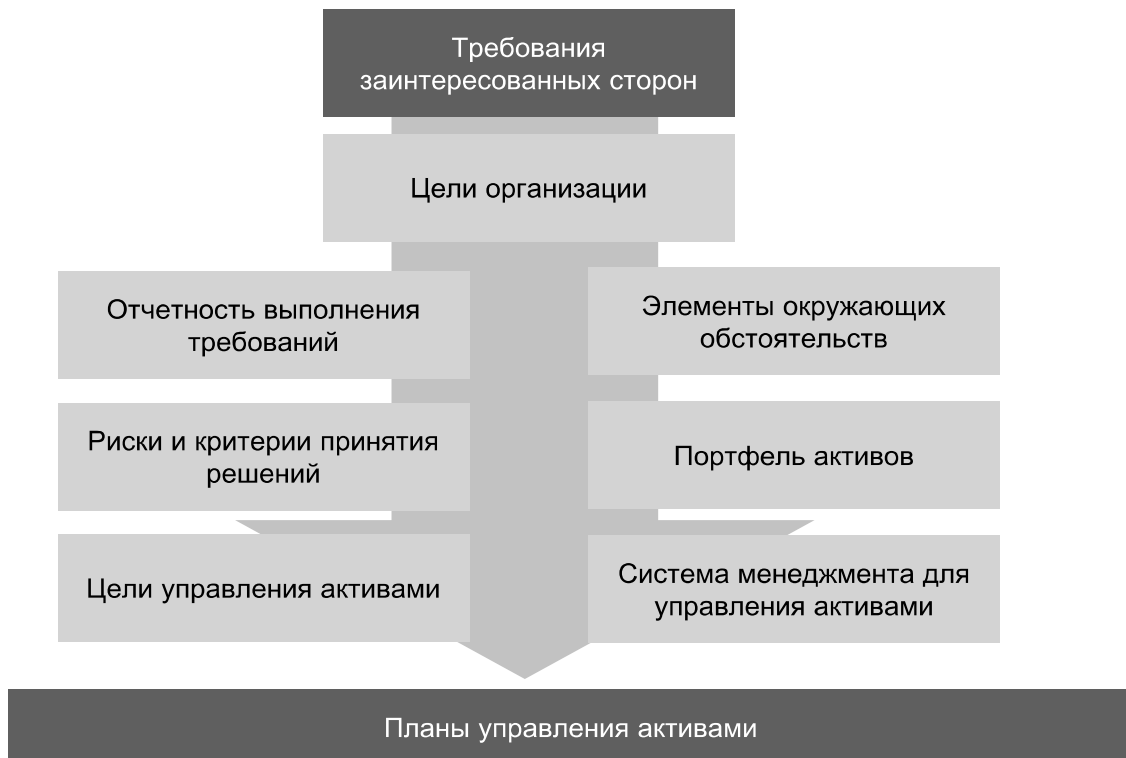 Требования
заинтересованных сторон
Цели организации
Отчетность выполнения
требований
Элементы окружающих
обстоятельств
Риски и критерии принятия
решений
Портфель активов
Цели управления активами
Система менеджмента для
управления активами
Планы управления активами